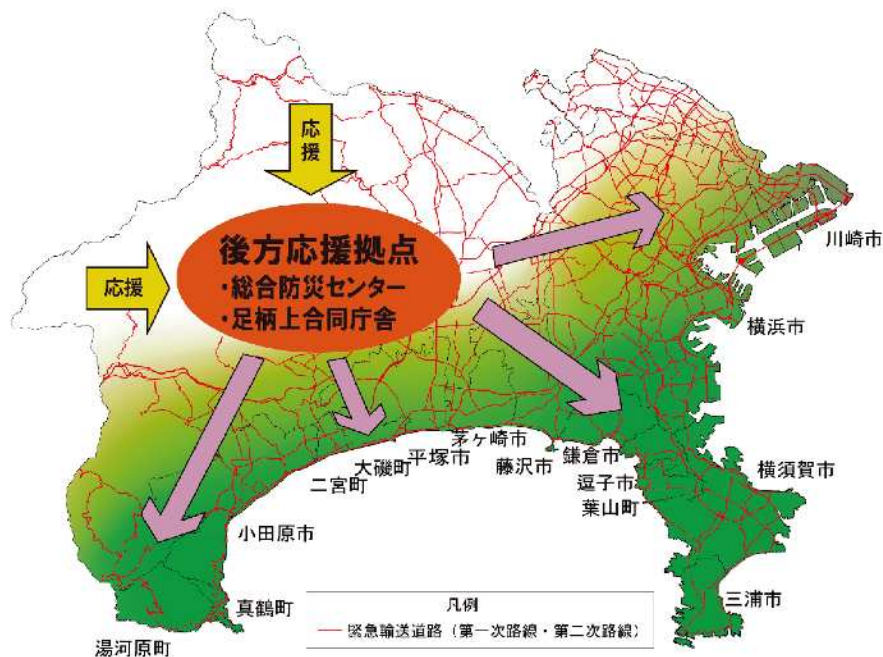 応援
応援
後方応援拠点
・総合防災センター
・足柄上合同庁舎
川崎市
横浜市
茅ヶ崎市
平塚市
大磯町
二宮町
藤沢市
鎌倉市
逗子市
葉山町
横須賀市
小田原市
真鶴町
湯河原町
三浦市
凡例
緊急輸送道路（第一次路線・第二次路線）